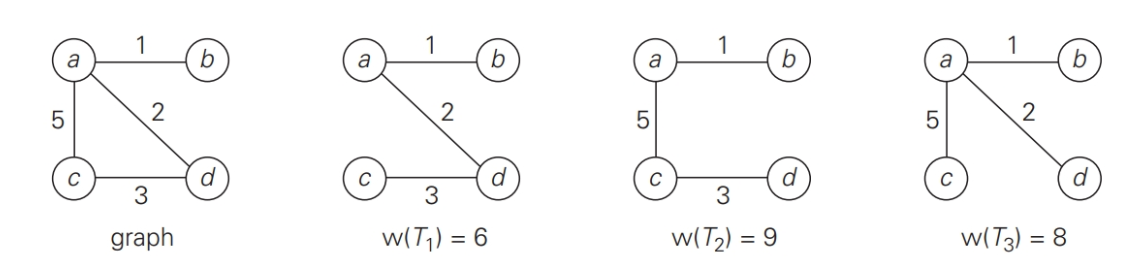 a 1 b
5 2
c 3 d
graph
a 1 b
2
c 3 d
w(T1) = 6
a 1 b
5
c 3 d
w(T2) = 9
a 1 b
5 2
c d
w(T3) = 8